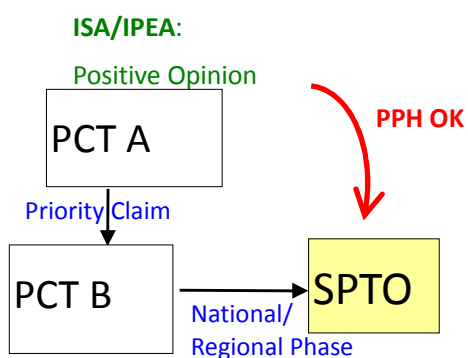 ISA/IPEA:
Positive Opinion
PCT A
PPH OK
Priority Claim
PCT B
SPTO
National/
Regional Phase